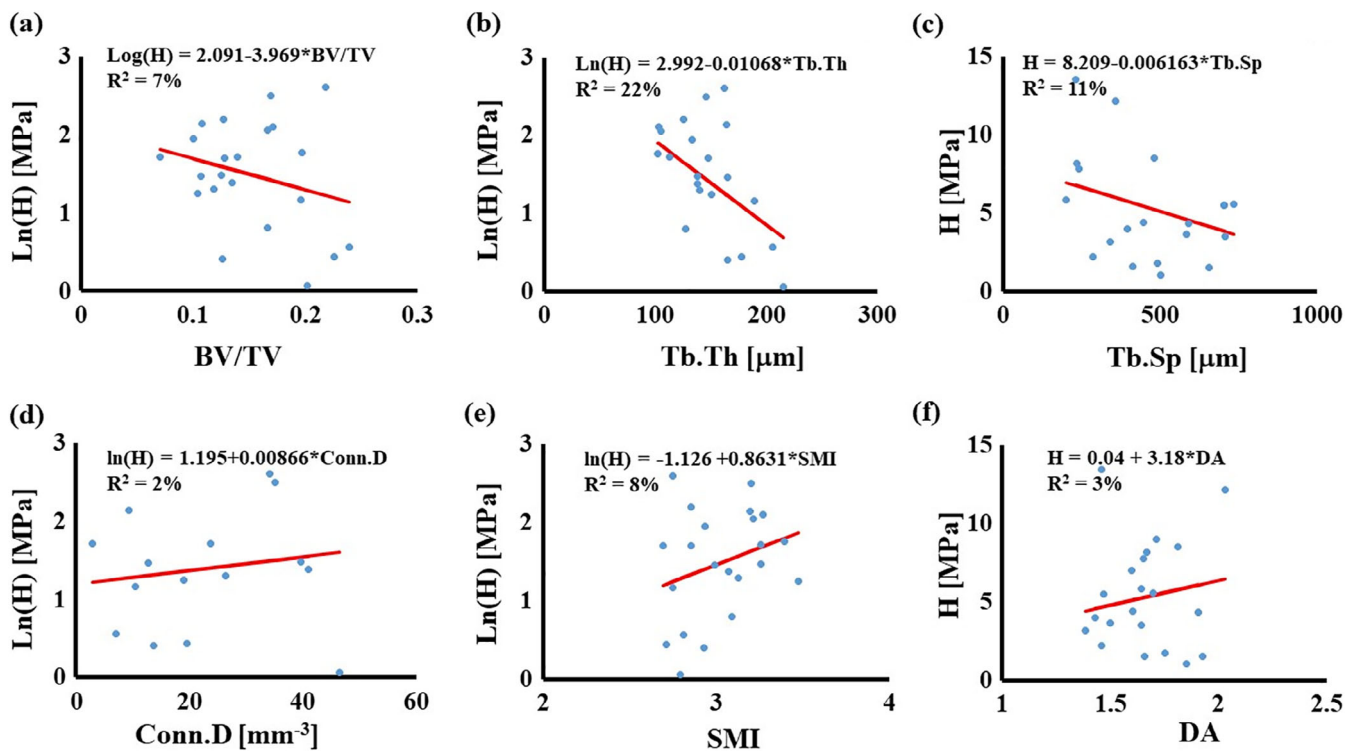 (a)
Log(H) = 2.091-3.969*BV/TV
R² = 7%
Ln(H) [MPa]
3
2
1
0
0
0.1
0.2
0.3
BV/TV
(b)
Ln(H) = 2.992-0.01068*Tb.Th
R² = 22%
Ln(H) [MPa]
3
2
1
0
0
100
200
300
Tb.Th [μm]
(c)
H = 8.209-0.006163*Tb.Sp
R² = 11%
H [MPa]
15
10
5
0
0
500
1000
Tb.Sp [μm]
(d)
ln(H) = 1.195+0.00866*Conn.D
R² = 2%
Ln(H) [MPa]
3
2
1
0
0
20
40
60
Conn.D [mm⁻³]
(e)
ln(H) = -1.126 +0.8631*SMI
R² = 8%
Ln(H) [MPa]
3
2
1
0
2
3
4
SMI
(f)
H = 0.04 + 3.18*DA
R² = 3%
H [MPa]
15
10
5
0
1
1.5
2
2.5
DA